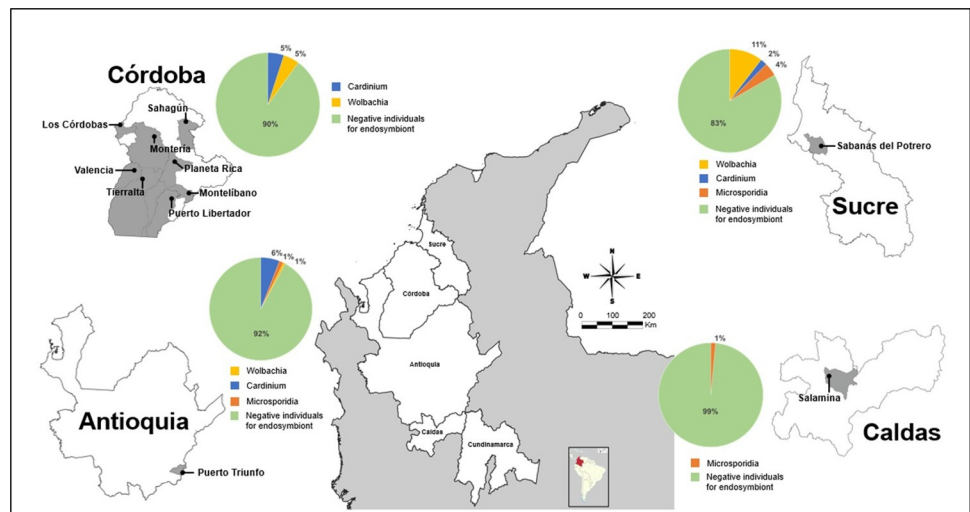 Córdoba
Sahagún
Los Córdobas
Montería
Valencia
Planeta Rica
Tierralta
Montelíbano
Puerto Libertador
5%
5%
90%
Cardinium
Wolbachia
Negative individuals
for endosymbiont
11%
2%
4%
83%
Wolbachia
Cardinium
Microsporidia
Negative individuals
for endosymbiont
Sabanas del Potrero
Sucre
Sucre
Córdoba
Antioquia
Caldas
Cundinamarca
N
W
E
S
0 50 100 200
Km
6%
1%
1%
92%
Wolbachia
Cardinium
Microsporidia
Negative individuals
for endosymbiont
Antioquia
Puerto Triunfo
1%
99%
Microsporidia
Negative individuals
for endosymbiont
Salamina
Caldas